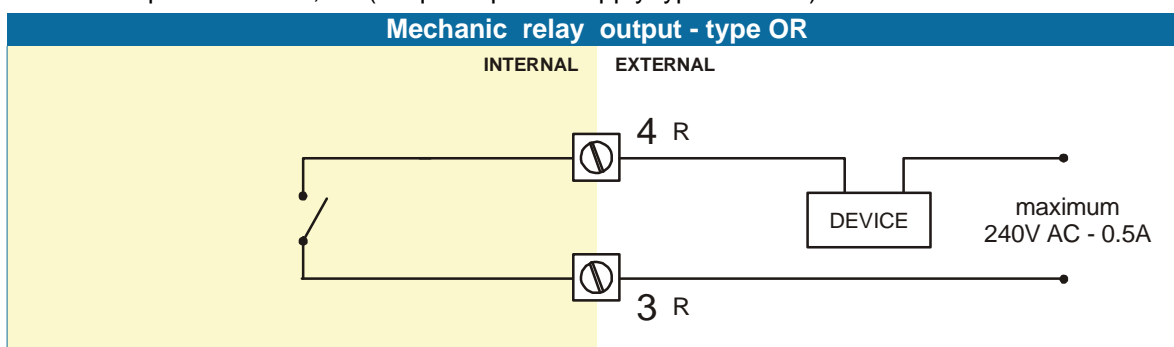 Mechanic relay output - type OR
INTERNAL EXTERNAL
4 R
DEVICE
maximum
240V AC - 0.5A
3 R